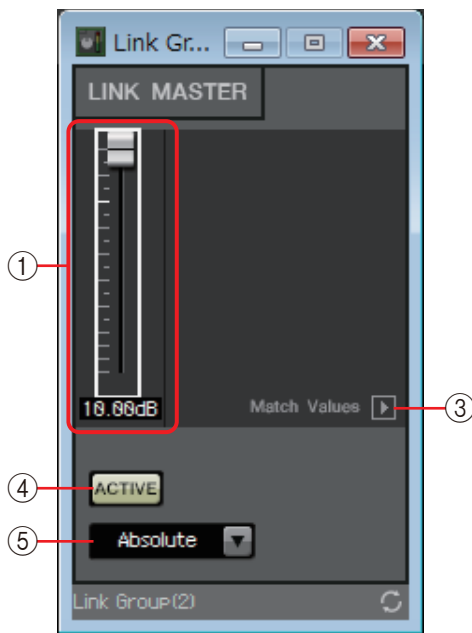 Link Gr...
LINK MASTER
①
10.00dB
Match Values
③
④
ACTIVE
⑤
Absolute
Link Group(2)